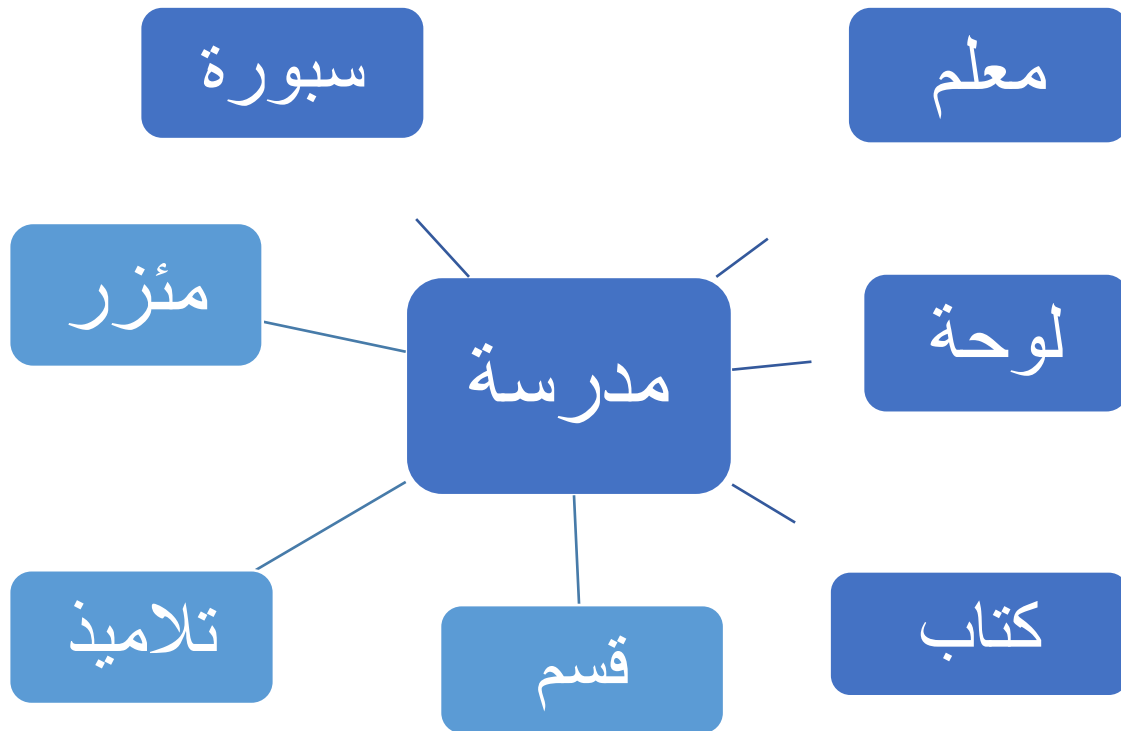 معلم
سبورة
لوحة
مئزر
مدرسة
كتاب
قسم
تلاميذ